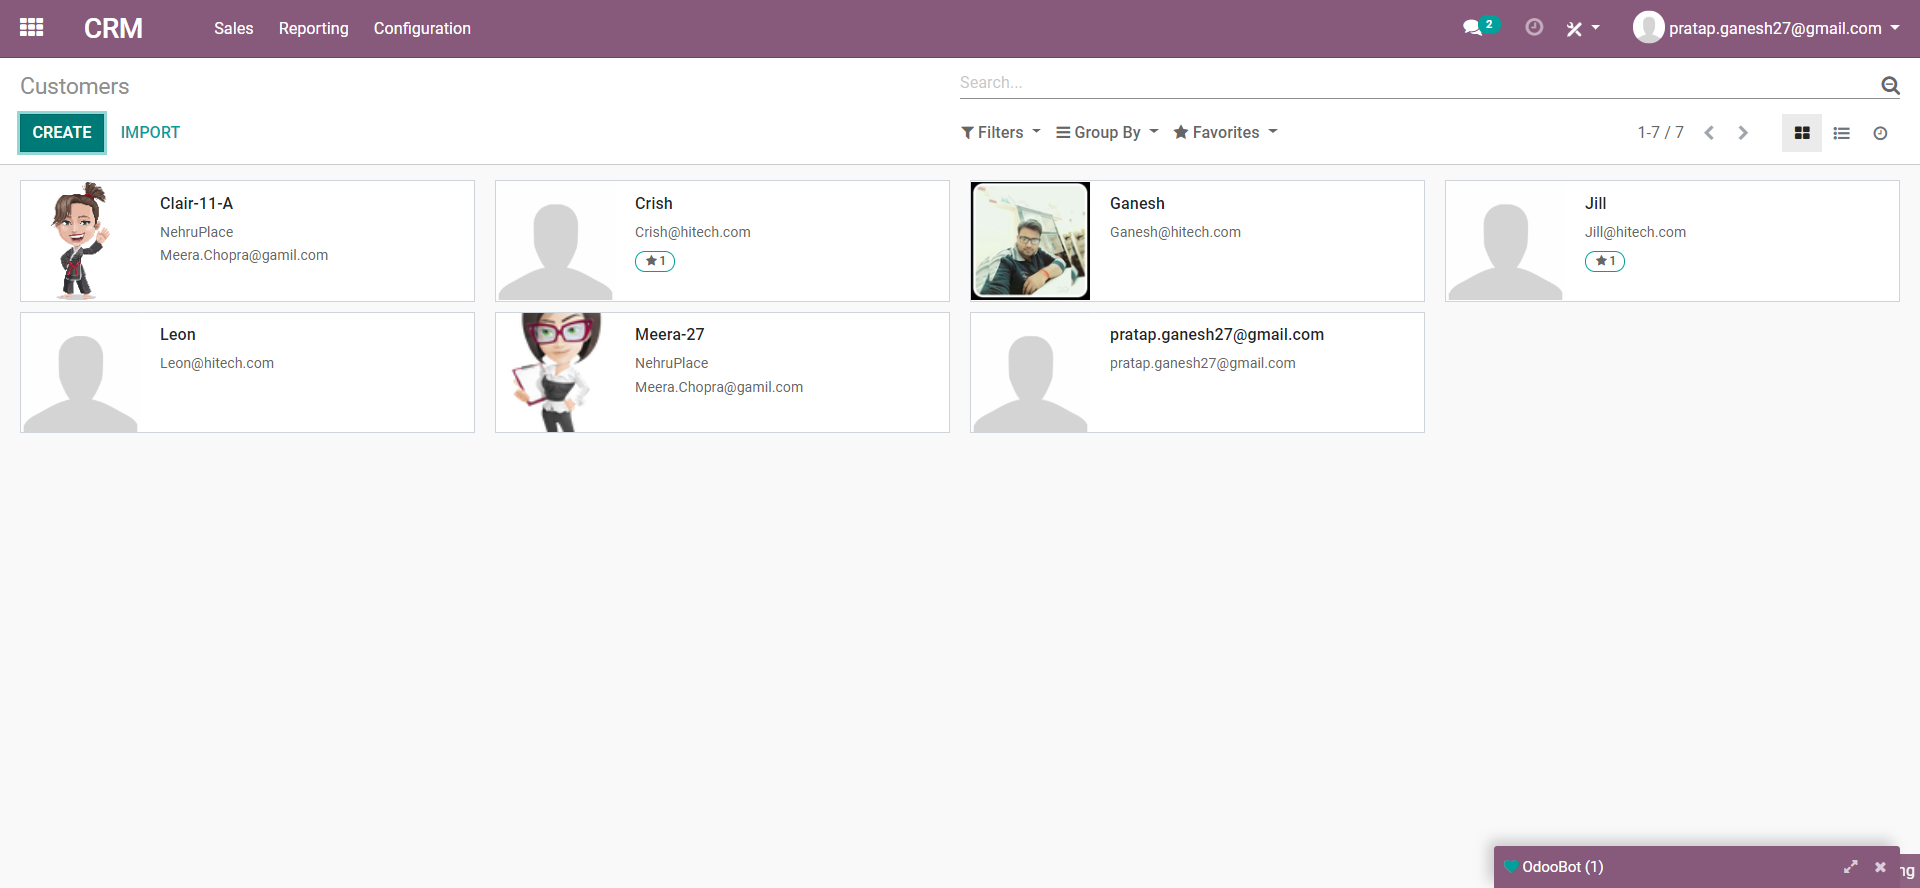 CRM Sales Reporting Configuration 2 pratap.ganesh27@gmail.com
Customers Search...
CREATE IMPORT Filters Group By Favorites 1-7 / 7
Clair-11-A
NehruPlace
Meera.Chopra@gamil.com
Crish
Crish@hitech.com
1
Ganesh
Ganesh@hitech.com
Jill
Jill@hitech.com
1
Leon
Leon@hitech.com
Meera-27
NehruPlace
Meera.Chopra@gamil.com
pratap.ganesh27@gmail.com
pratap.ganesh27@gmail.com
OdooBot (1)
ng